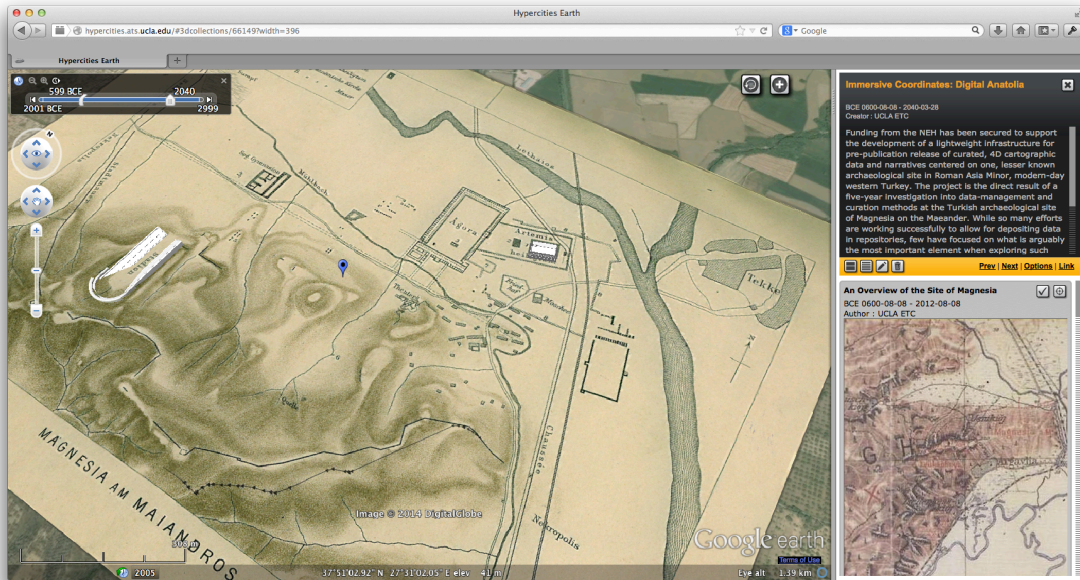 Hypercities Earth
hypercities.ats.ucla.edu/#3dcollections/66149?width=396
Google
Hypercities Earth
599 BCE
2040
2001 BCE
2999
N
Lethaios
Mühlbach
Stadtmauer
Agora
Artemis
Theater
Stadion
Tekke
Quelle
Chaussée
Nekropolis
MAGNESIA AM MAIANDROS
Image © 2014 DigitalGlobe
Google earth
Terms of Use
2005
37°51'02.92" N 27°31'02.05" E elev 41 m
Eye alt 1.39 km
Immersive Coordinates: Digital Anatolia
BCE 0600-08-08 - 2040-03-28
Creator : UCLA ETC
Funding from the NEH has been secured to support
the development of a lightweight infrastructure for
pre-publication release of curated, 4D cartographic
data and narratives centered on one, lesser known
archaeological site in Roman Asia Minor, modern-day
western Turkey. The project is the direct result of a
five-year investigation into data-management and
curation methods at the Turkish archaeological site
of Magnesia on the Maeander. While so many efforts
are working successfully to allow for depositing data
in repositories, few have focused on what is arguably
the most important element when exploring such
Prev | Next | Options | Link
An Overview of the Site of Magnesia
BCE 0600-08-08 - 2012-08-08
Author : UCLA ETC
G
H